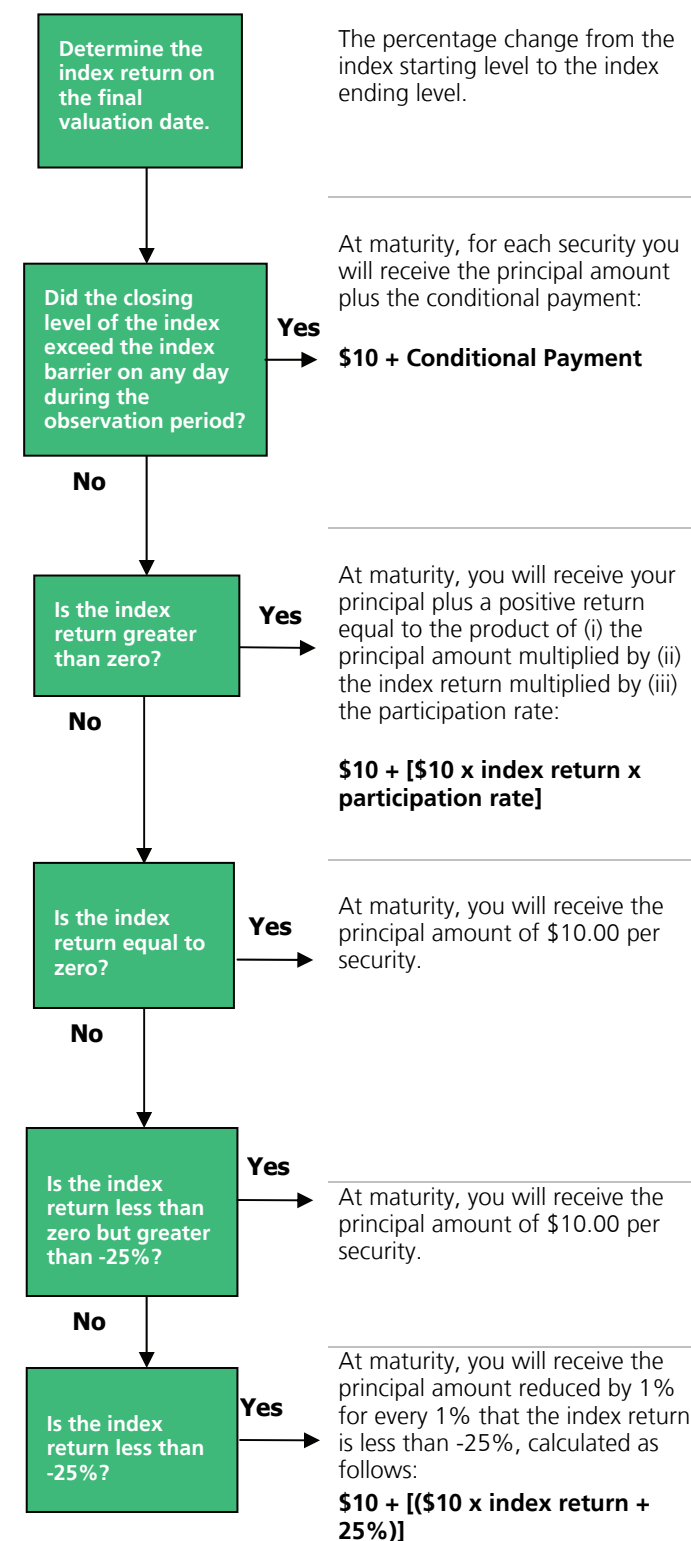 Determine the
index return on
the final
valuation date.
The percentage change from the
index starting level to the index
ending level.
Did the closing
level of the index
exceed the index
barrier on any day
during the
observation period?
Yes
At maturity, for each security you
will receive the principal amount
plus the conditional payment:
$10 + Conditional Payment
No
Is the index
return greater
than zero?
Yes
At maturity, you will receive your
principal plus a positive return
equal to the product of (i) the
principal amount multiplied by (ii)
the index return multiplied by (iii)
the participation rate:
$10 + [$10 x index return x
participation rate]
No
Is the index
return equal to
zero?
Yes
At maturity, you will receive the
principal amount of $10.00 per
security.
No
Is the index
return less than
zero but greater
than -25%?
Yes
At maturity, you will receive the
principal amount of $10.00 per
security.
No
Is the index
return less than
-25%?
Yes
At maturity, you will receive the
principal amount reduced by 1%
for every 1% that the index return
is less than -25%, calculated as
follows:
$10 + [($10 x index return +
25%)]